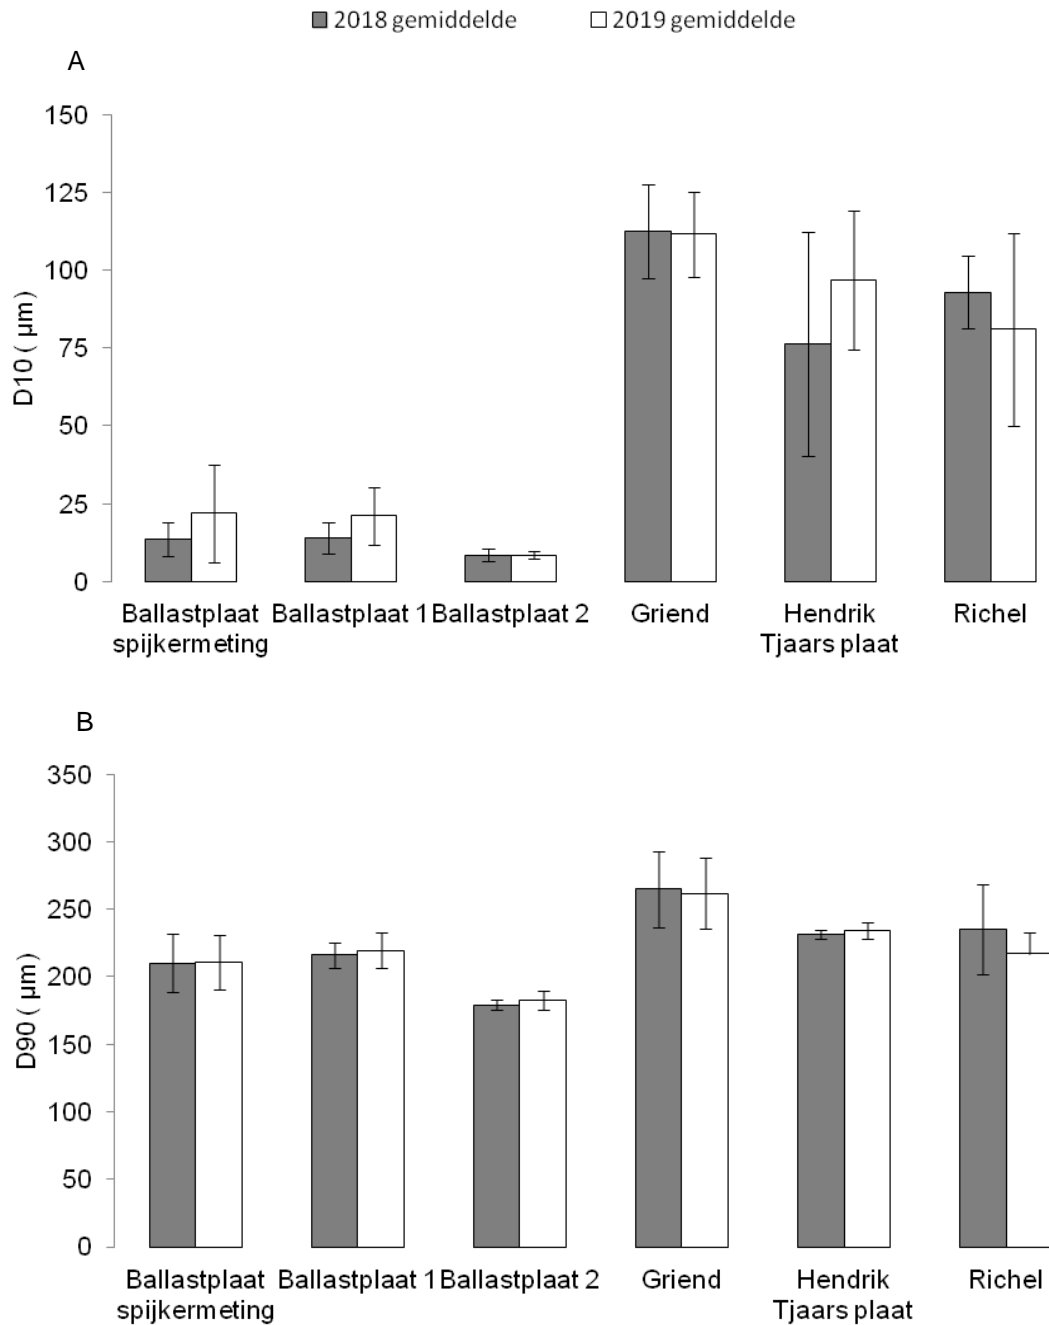 2018 gemiddelde 2019 gemiddelde
A
150
125
100
75
50
25
0
D10 ( µm)
Ballastplaat spijkermeting
Ballastplaat 1
Ballastplaat 2
Griend
Hendrik Tjaars plaat
Richel
B
350
300
250
200
150
100
50
0
D90 ( µm)
Ballastplaat spijkermeting
Ballastplaat 1
Ballastplaat 2
Griend
Hendrik Tjaars plaat
Richel